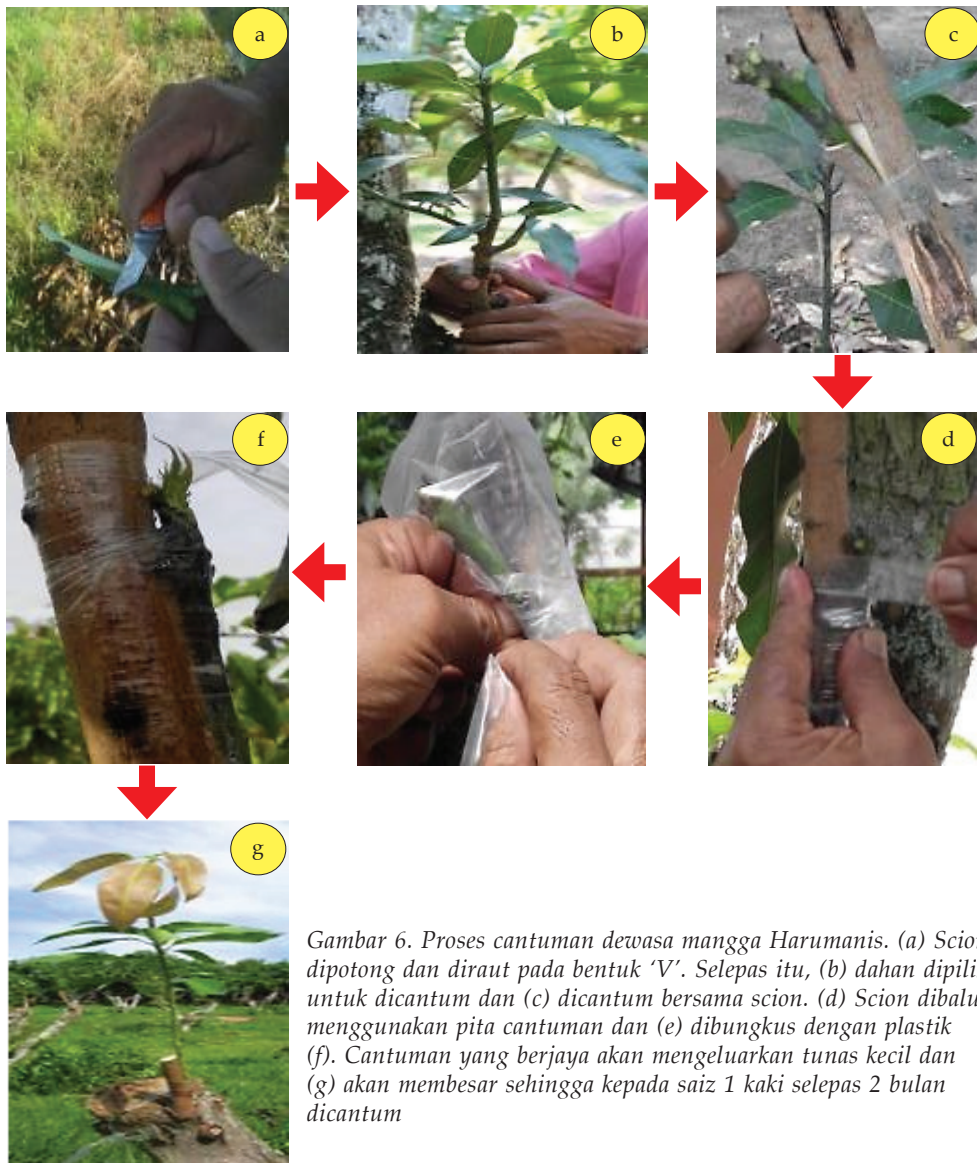 a
b
c
d
e
f
g
Gambar 6. Proses cantuman dewasa mangga Harumanis. (a) Scion
dipotong dan diraut pada bentuk ‘V’. Selepas itu, (b) dahan dipili
untuk dicantum dan (c) dicantum bersama scion. (d) Scion dibalu
menggunakan pita cantuman dan (e) dibungkus dengan plastik
(f). Cantuman yang berjaya akan mengeluarkan tunas kecil dan
(g) akan membesar sehingga kepada saiz 1 kaki selepas 2 bulan
dicantum